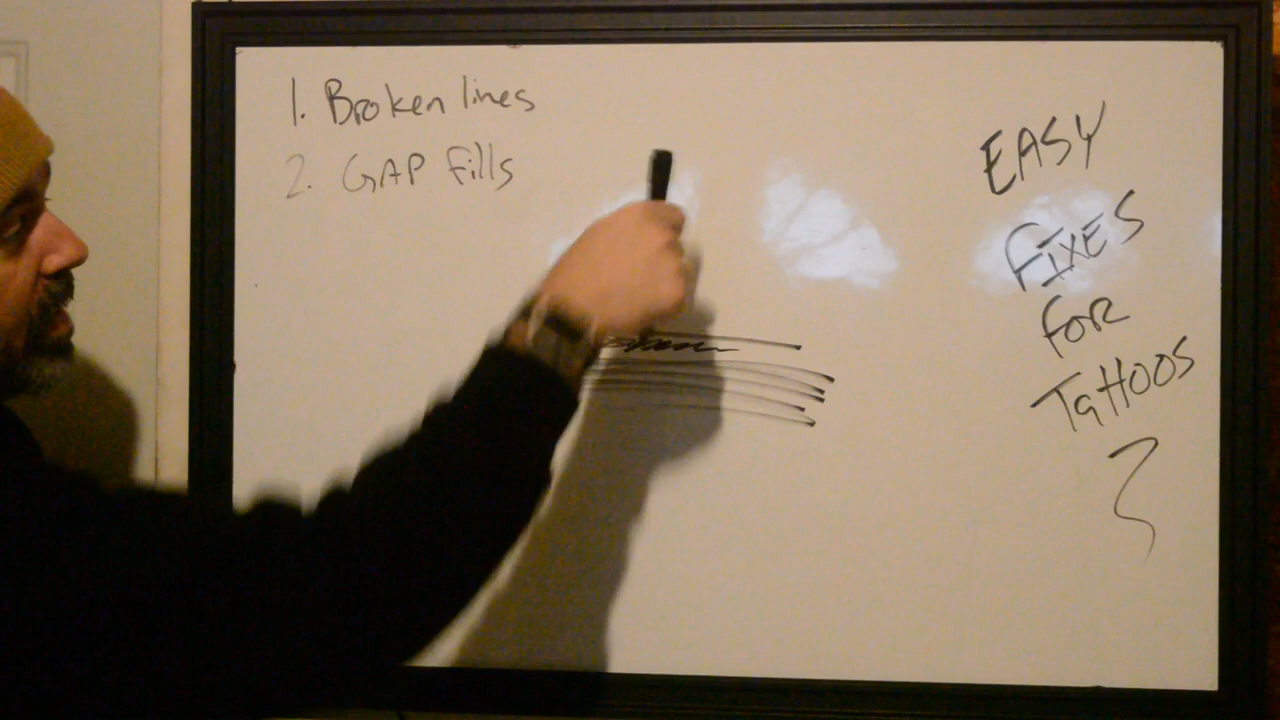 1. Broken lines
2. GAP fills
EASY
FIXES
FOR
TaTTOOS